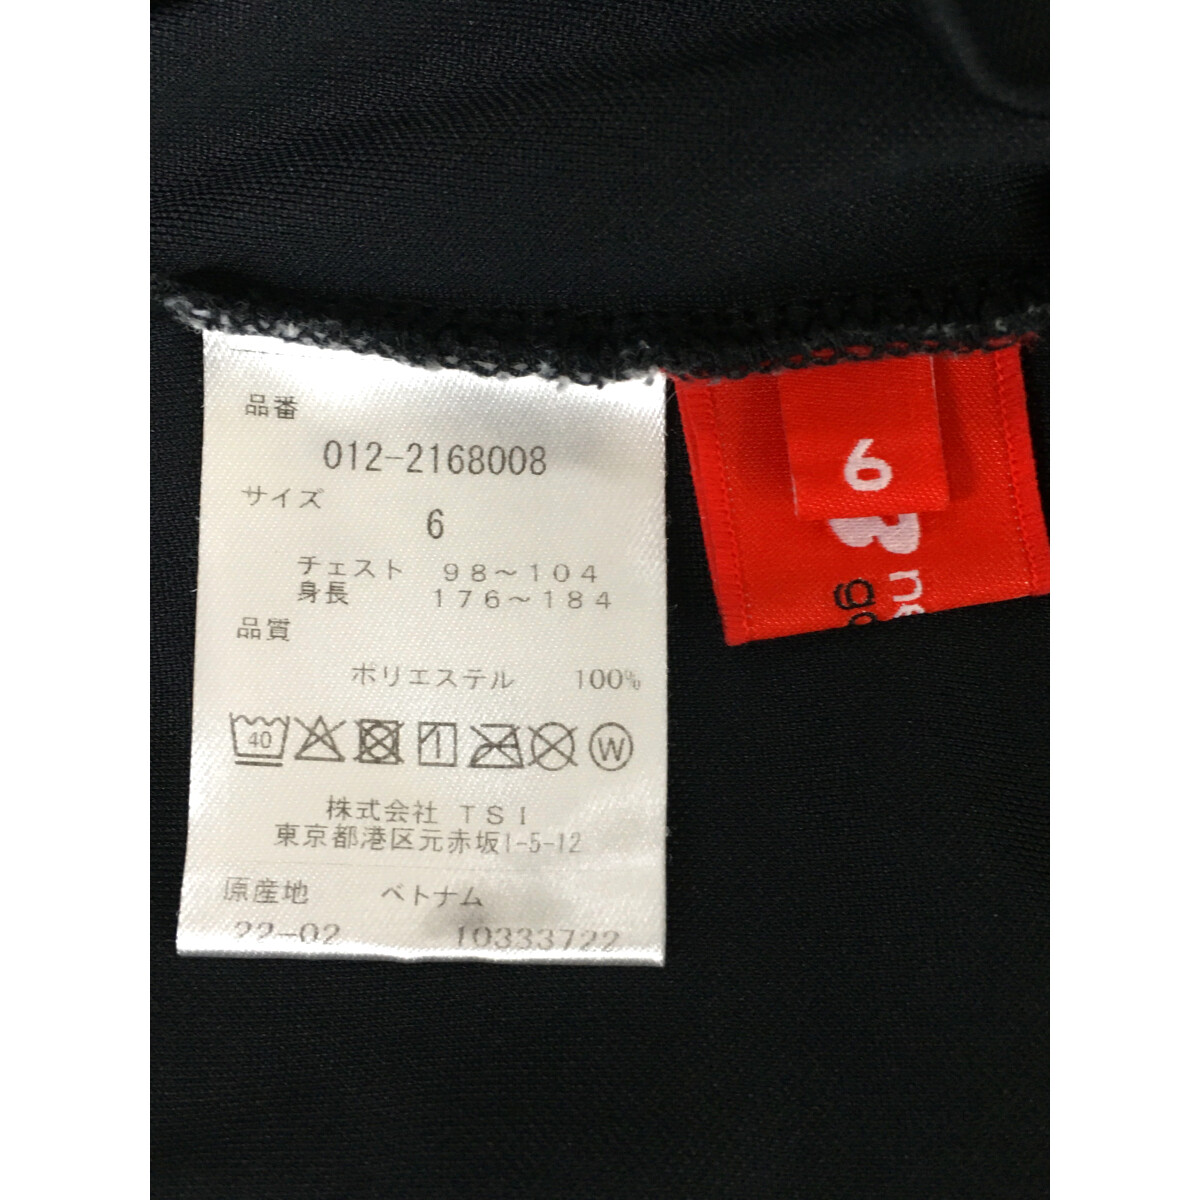 品番
012-2168008
サイズ
6
チェスト 98～104
身長 176～184
品質
ポリエステル 100%
40
W
株式会社 TSI
東京都港区元赤坂1-5-12
原産地 ベトナム
22-02 10333722
6